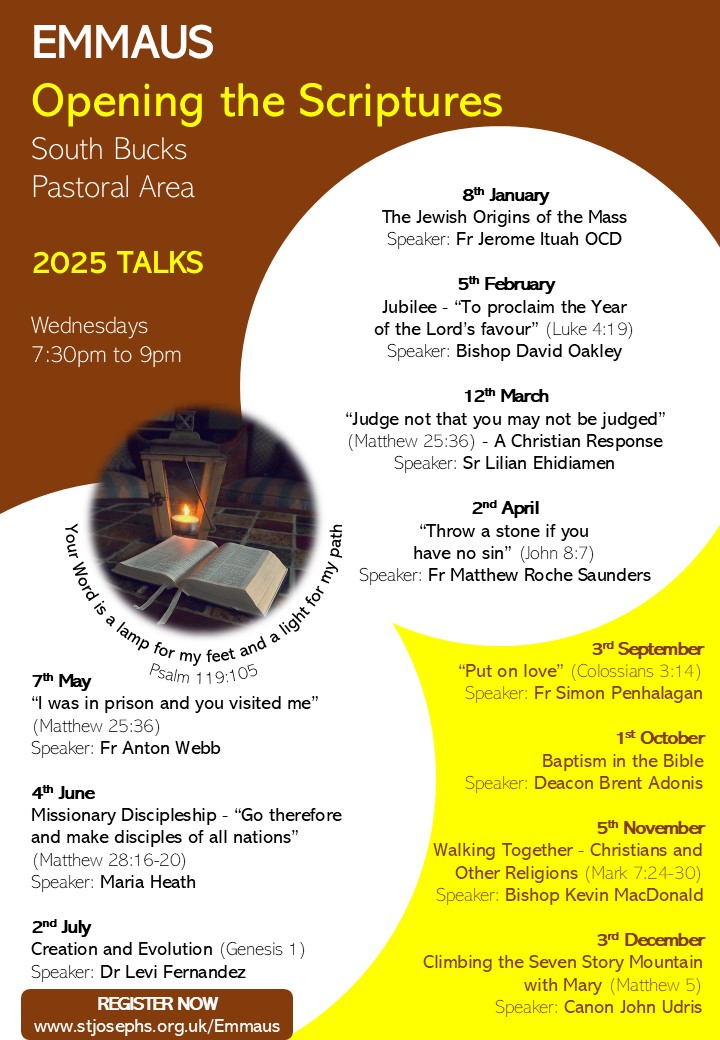 EMMAUS
Opening the Scriptures
South Bucks
Pastoral Area
2025 TALKS
Wednesdays
7:30pm to 9pm
8th January
The Jewish Origins of the Mass
Speaker: Fr Jerome Ituah OCD
5th February
Jubilee - “To proclaim the Year
of the Lord’s favour” (Luke 4:19)
Speaker: Bishop David Oakley
12th March
“Judge not that you may not be judged”
(Matthew 25:36) - A Christian Response
Speaker: Sr Lilian Ehidiamen
2nd April
“Throw a stone if you
have no sin” (John 8:7)
Speaker: Fr Matthew Roche Saunders
Your Word is a lamp for my feet and a light for my path
Psalm 119:105
7th May
“I was in prison and you visited me”
(Matthew 25:36)
Speaker: Fr Anton Webb
4th June
Missionary Discipleship - “Go therefore
and make disciples of all nations”
(Matthew 28:16-20)
Speaker: Maria Heath
2nd July
Creation and Evolution (Genesis 1)
Speaker: Dr Levi Fernandez
3rd September
“Put on love” (Colossians 3:14)
Speaker: Fr Simon Penhalagan
1st October
Baptism in the Bible
Speaker: Deacon Brent Adonis
5th November
Walking Together - Christians and
Other Religions (Mark 7:24-30)
Speaker: Bishop Kevin MacDonald
3rd December
Climbing the Seven Story Mountain
with Mary (Matthew 5)
Speaker: Canon John Udris
REGISTER NOW
www.stjosephs.org.uk/Emmaus